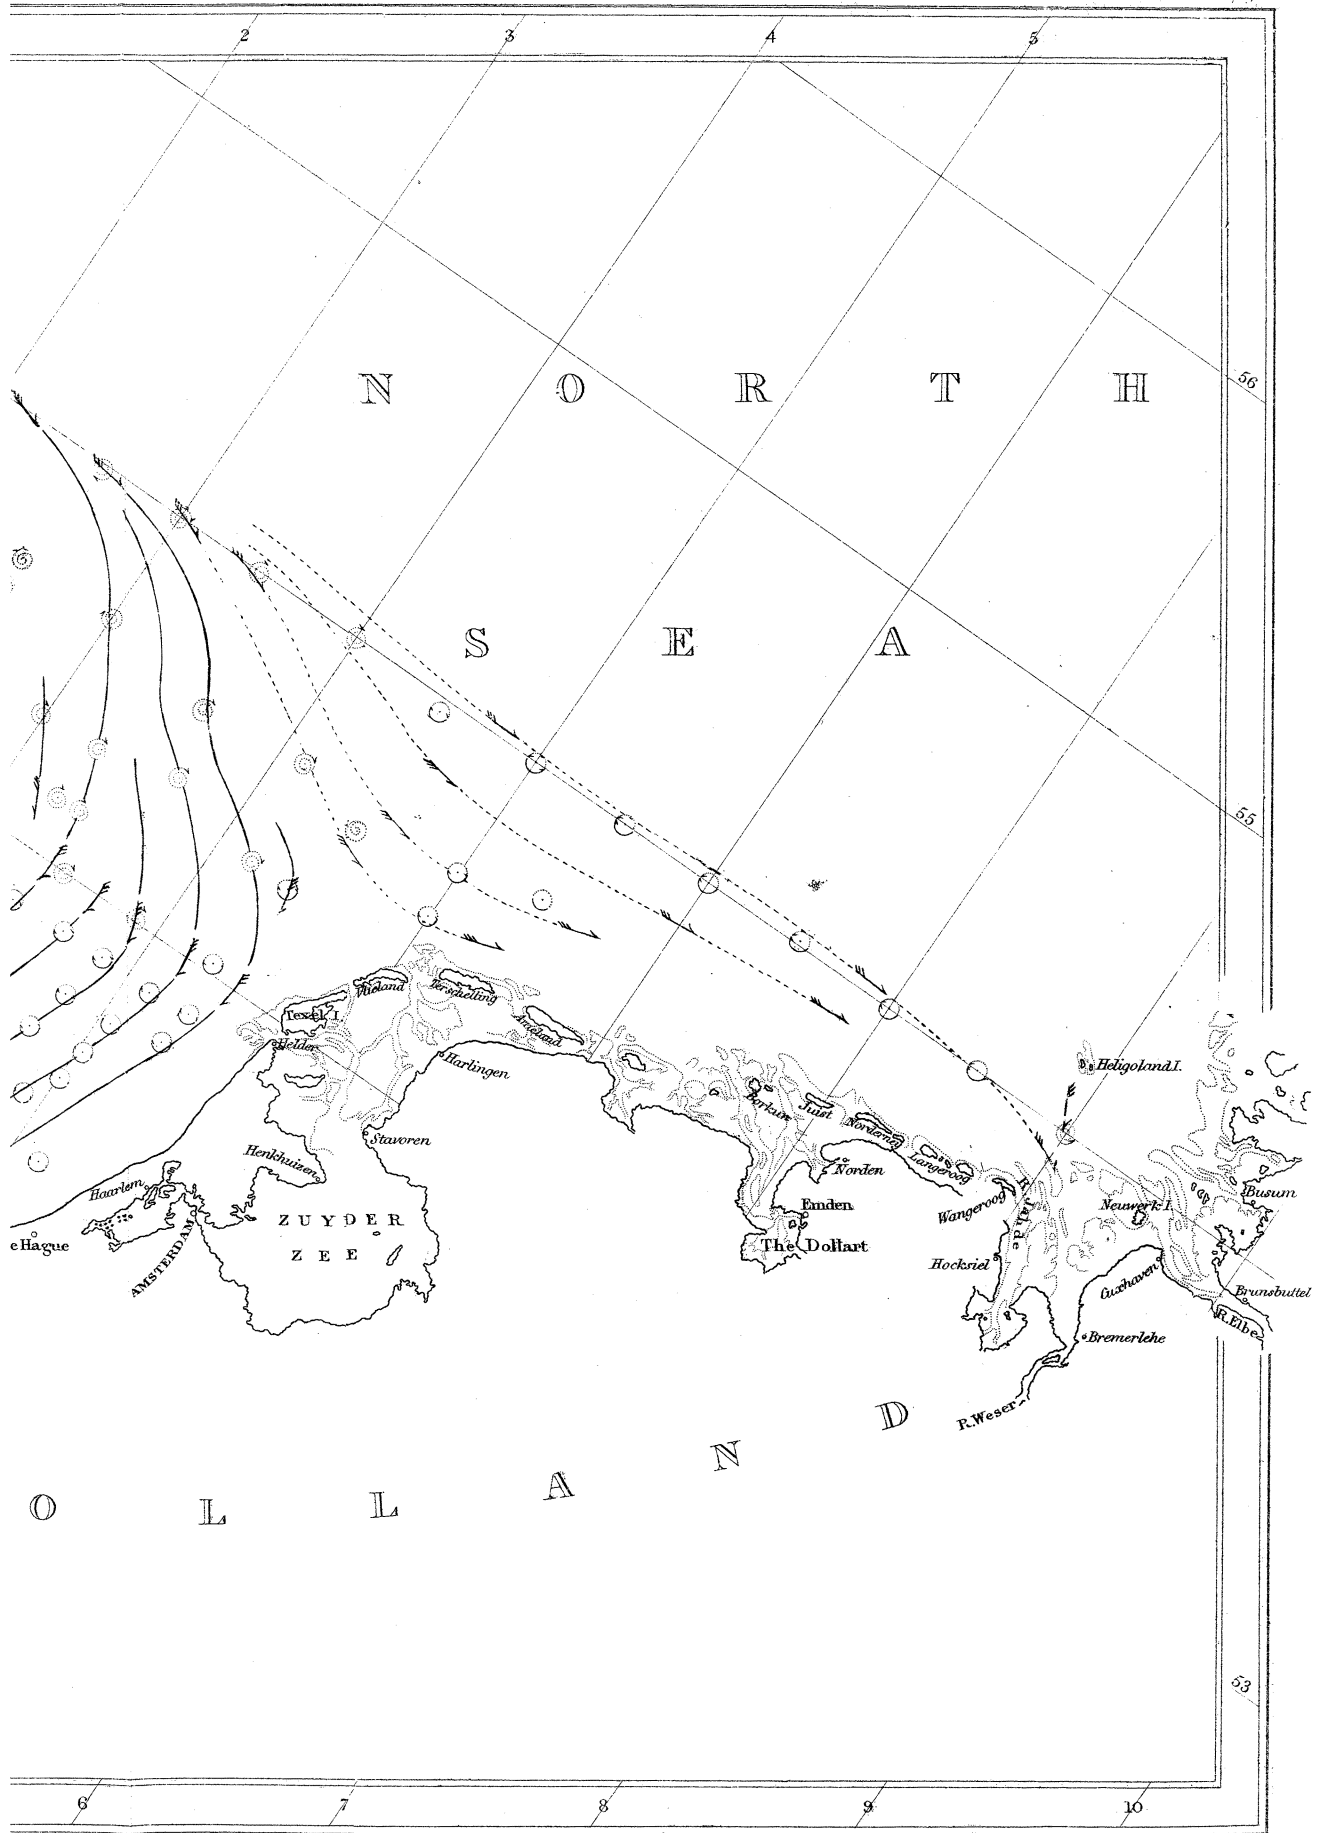 2 3 4 5
N O R T H
56
S E A
55
Vlieland
Terschelling
Texel I.
Ameland
Helder
Harlingen
Heligoland I.
Borkum
Juist
Norderney
Langeroog
Stavoren
Henkhuizen
Norden
Haarlem
Wangeroog
R. Jahde
Neuwerk I.
Busum
Emden
ZUYDER
ZEE
e Hague
AMSTERDAM
The Dollart
Hocksiel
Cuxhaven
Brunsbuttel
R. Elbe
Bremerlehe
R. Weser
O L L A N D
53
6 7 8 9 10